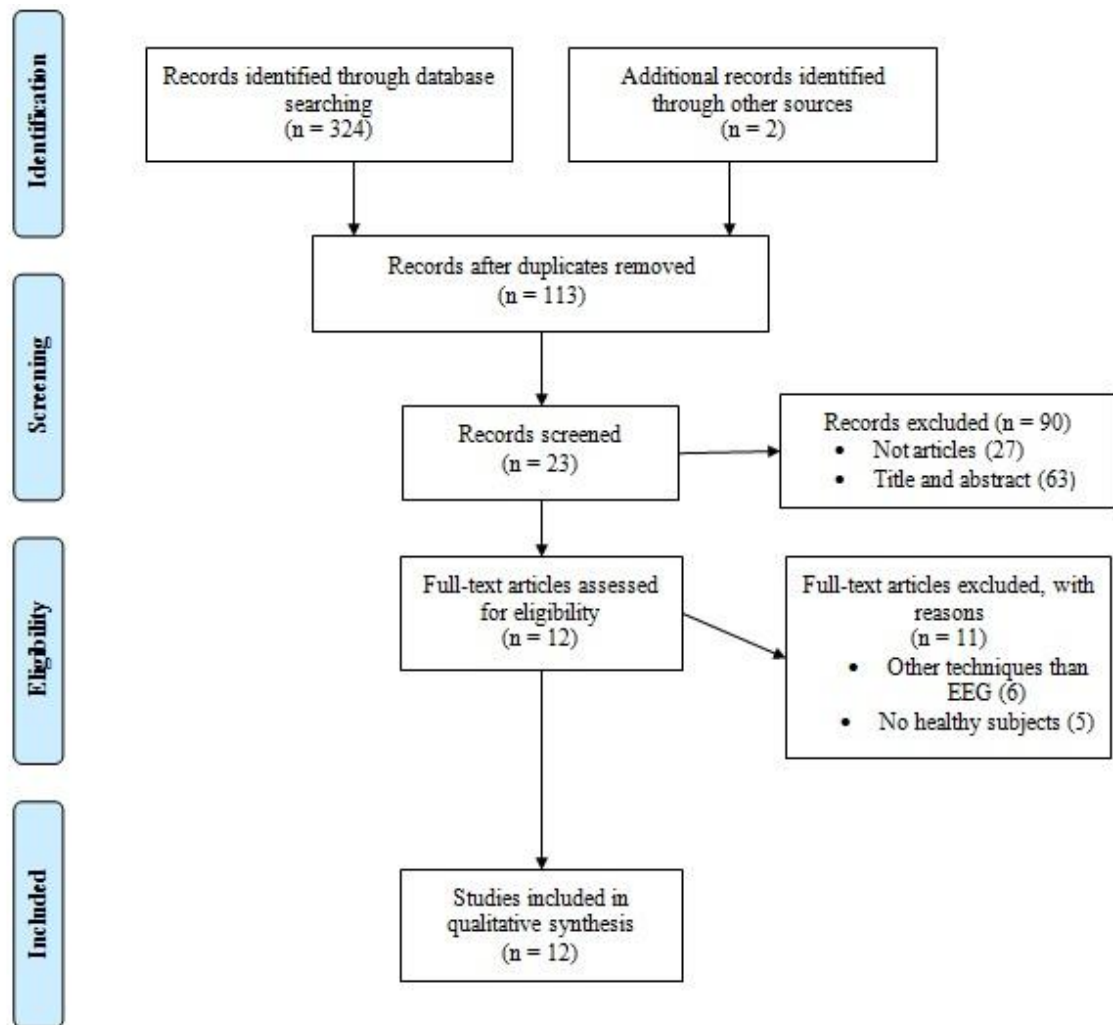 Identification
Records identified through database
searching
(n = 324)
Additional records identified
through other sources
(n = 2)
Records after duplicates removed
(n = 113)
Screening
Records screened
(n = 23)
Records excluded (n = 90)
• Not articles (27)
• Title and abstract (63)
Eligibility
Full-text articles assessed
for eligibility
(n = 12)
Full-text articles excluded, with
reasons
(n = 11)
• Other techniques than
EEG (6)
• No healthy subjects (5)
Included
Studies included in
qualitative synthesis
(n = 12)